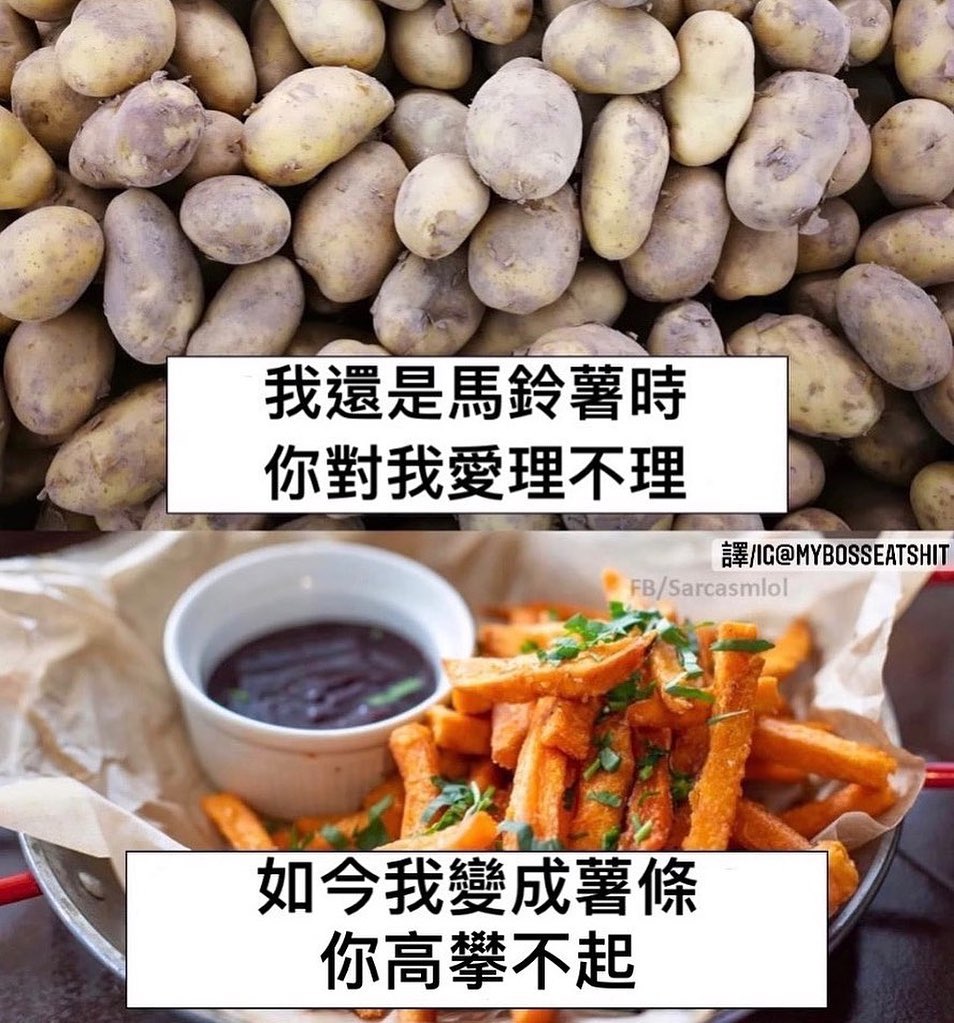 我還是馬鈴薯時
你對我愛理不理
譯/IG@MYBOSSEATSHIT
FB/Sarcasmlol
如今我變成薯條
你高攀不起